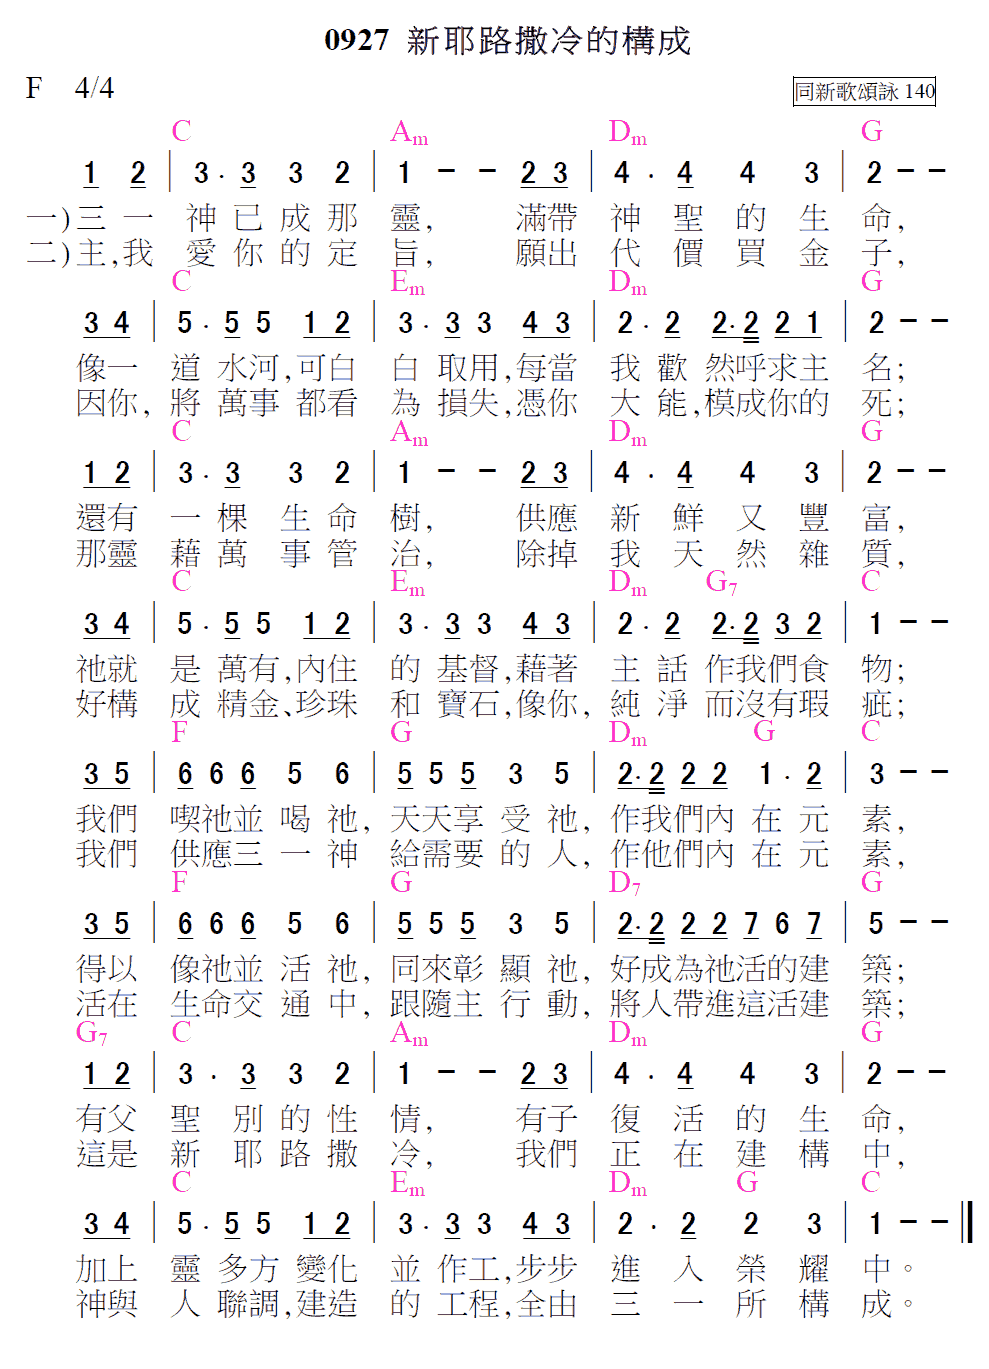 0927 新耶路撒冷的構成
F 4/4 同新歌頌詠 140
C Am Dm G
1 2 | 3 · 3 3 2 | 1 - - 2 3 | 4 · 4 4 3 | 2 - -
一)三一 神已成那靈, 滿帶神聖的生命,
二)主,我愛你的定旨, 願出代價買金子,
C Em Dm G
3 4 | 5 · 5 5 1 2 | 3 · 3 3 4 3 | 2 · 2 2 · 2 2 1 | 2 - -
像一道水河,可白白取用,每當我歡然呼求主名;
因你,將萬事都看為損失,憑你大能,模成你的死;
C Am Dm G
1 2 | 3 · 3 3 2 | 1 - - 2 3 | 4 · 4 4 3 | 2 - -
還有一棵生命樹, 供應新鮮又豐富,
那靈藉萬事管治, 除掉我天然雜質,
C Em Dm G7 C
3 4 | 5 · 5 5 1 2 | 3 · 3 3 4 3 | 2 · 2 2 · 2 3 2 | 1 - -
祂就是萬有,內住的基督,藉著主話作我們食物;
好構成精金、珍珠和寶石,像你,純淨而沒有瑕疵;
F G Dm G C
3 5 | 6 6 6 5 6 | 5 5 5 3 5 | 2 · 2 2 2 1 · 2 | 3 - -
我們喫祂並喝祂,天天享受祂,作我們內在元素,
我們供應三一神給需要的人,作他們內在元素,
F G D7 G
3 5 | 6 6 6 5 6 | 5 5 5 3 5 | 2 · 2 2 2 7 6 7 | 5 - -
得以像祂並活祂,同來彰顯祂,好成為祂活的建築;
活在生命交通中,跟隨主行動,將人帶進這活建築;
G7 C Am Dm G
1 2 | 3 · 3 3 2 | 1 - - 2 3 | 4 · 4 4 3 | 2 - -
有父聖別的性情, 有子復活的生命,
這是新耶路撒冷, 我們正在建構中,
C Em Dm G C
3 4 | 5 · 5 5 1 2 | 3 · 3 3 4 3 | 2 · 2 2 3 | 1 - - ‖
加上靈多方變化並作工,步步進入榮耀中。
神與人聯調,建造的工程,全由三一所構成。